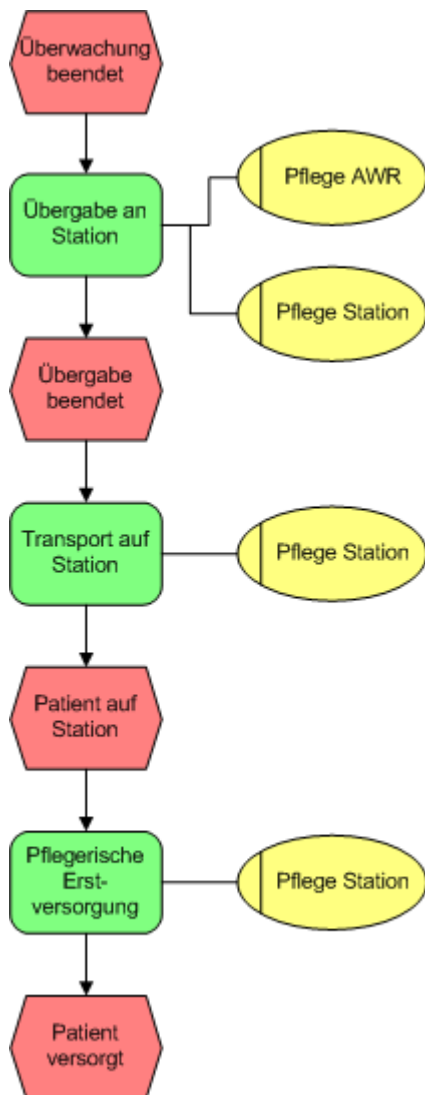 Überwachung
beendet
Übergabe an
Station
Pflege AWR
Pflege Station
Übergabe
beendet
Transport auf
Station
Pflege Station
Patient auf
Station
Pflegerische
Erst-
versorgung
Pflege Station
Patient
versorgt